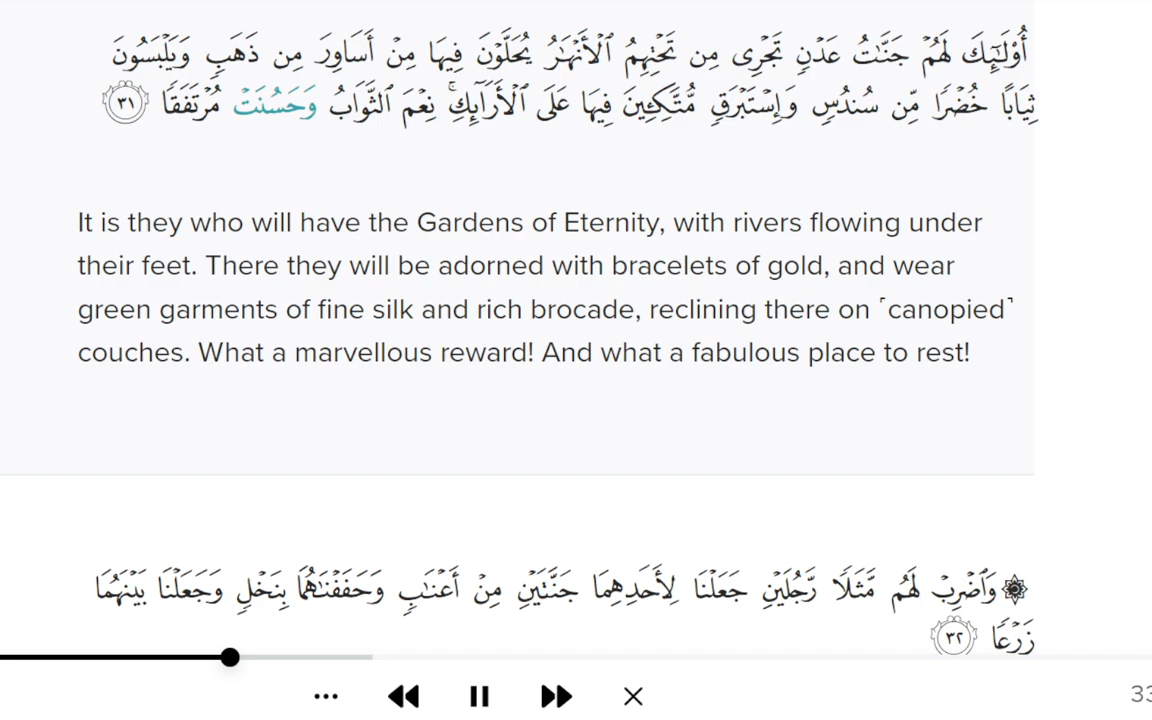 أُوْلَـٰٓئِكَ لَهُمۡ جَنَّـٰتُ عَدۡنٖ تَجۡرِي مِن تَحۡتِهِمُ ٱلۡأَنۡهَـٰرُ يُحَلَّوۡنَ فِيهَا مِنۡ أَسَاوِرَ مِن ذَهَبٖ وَيَلۡبَسُونَ
ثِيَابًا خُضۡرٗا مِّن سُندُسٖ وَإِسۡتَبۡرَقٖ مُّتَّكِـِٔينَ فِيهَا عَلَى ٱلۡأَرَآئِكِۚ نِعۡمَ ٱلثَّوَابُ وَحَسُنَتۡ مُرۡتَفَقٗا ٣١
It is they who will have the Gardens of Eternity, with rivers flowing under
their feet. There they will be adorned with bracelets of gold, and wear
green garments of fine silk and rich brocade, reclining there on ˹canopied˺
couches. What a marvellous reward! And what a fabulous place to rest!
۞ وَٱضۡرِبۡ لَهُم مَّثَلٗا رَّجُلَيۡنِ جَعَلۡنَا لِأَحَدِهِمَا جَنَّتَيۡنِ مِنۡ أَعۡنَـٰبٖ وَحَفَفۡنَـٰهُمَا بِنَخۡلٖ وَجَعَلۡنَا بَيۡنَهُمَا
زَرۡعٗا ٣٢